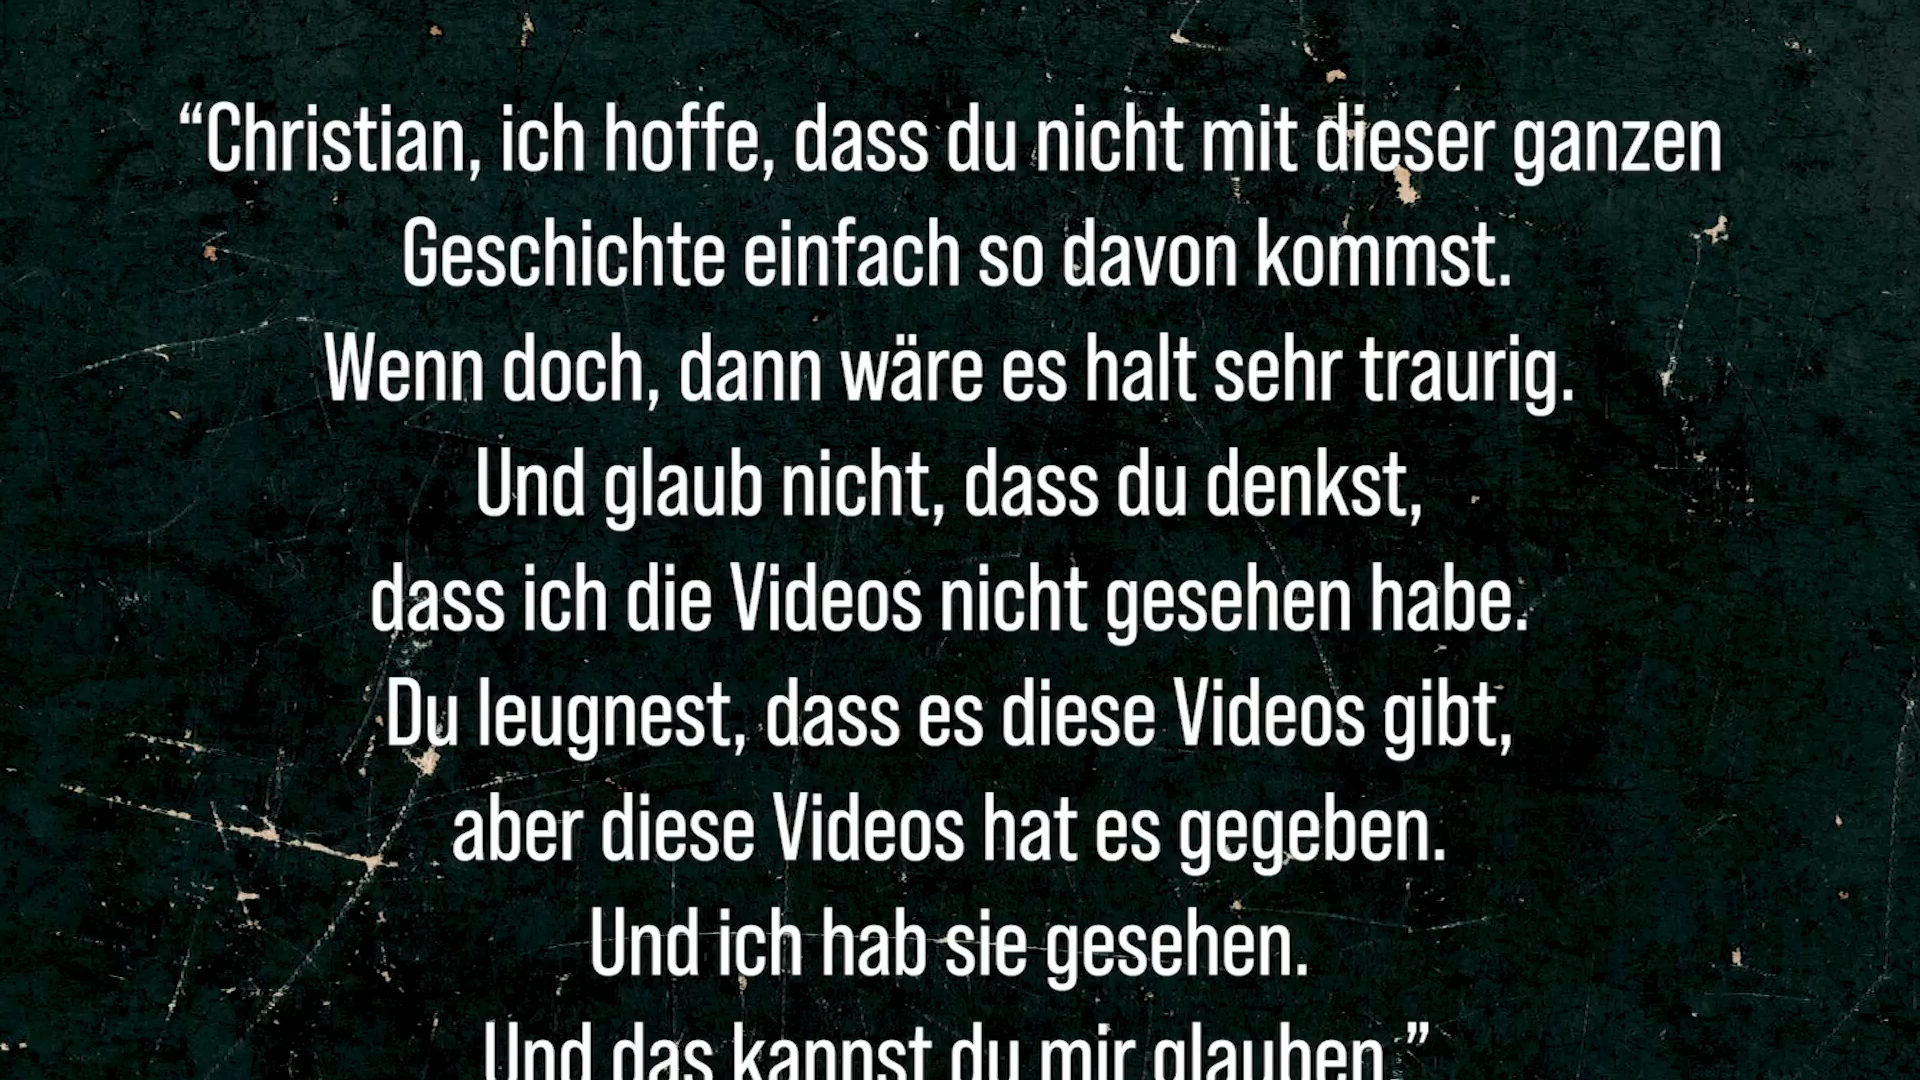 “Christian, ich hoffe, dass du nicht mit dieser ganzen
Geschichte einfach so davon kommst.
Wenn doch, dann wäre es halt sehr traurig.
Und glaub nicht, dass du denkst,
dass ich die Videos nicht gesehen habe.
Du leugnest, dass es diese Videos gibt,
aber diese Videos hat es gegeben.
Und ich hab sie gesehen.
Und das kannst du mir glauben.”